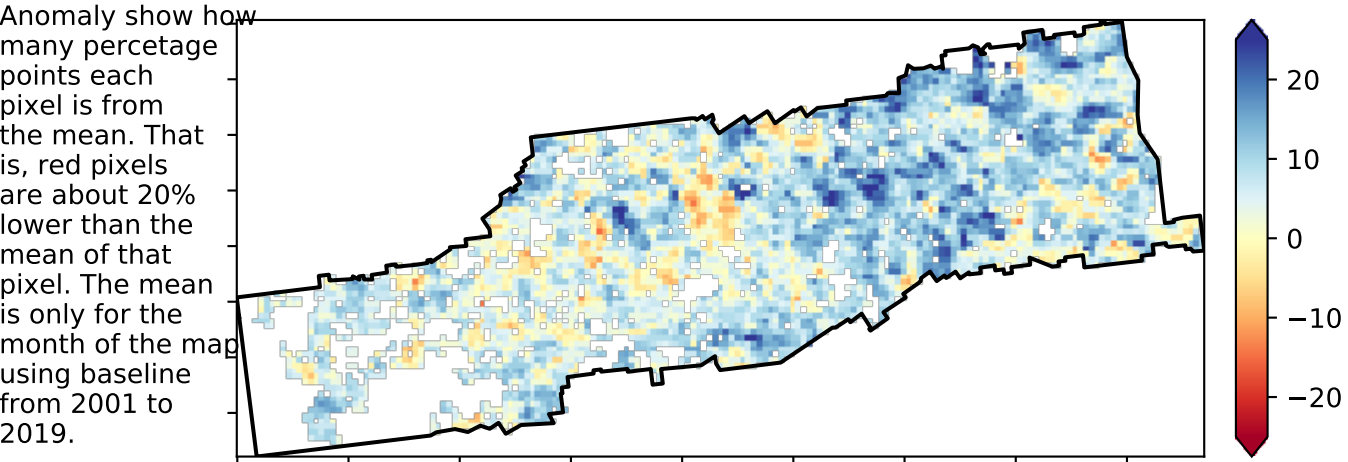 Anomaly show how
many percetage
points each
pixel is from
the mean. That
is, red pixels
are about 20%
lower than the
mean of that
pixel. The mean
is only for the
month of the map
using baseline
from 2001 to
2019.
20
10
0
−10
−20